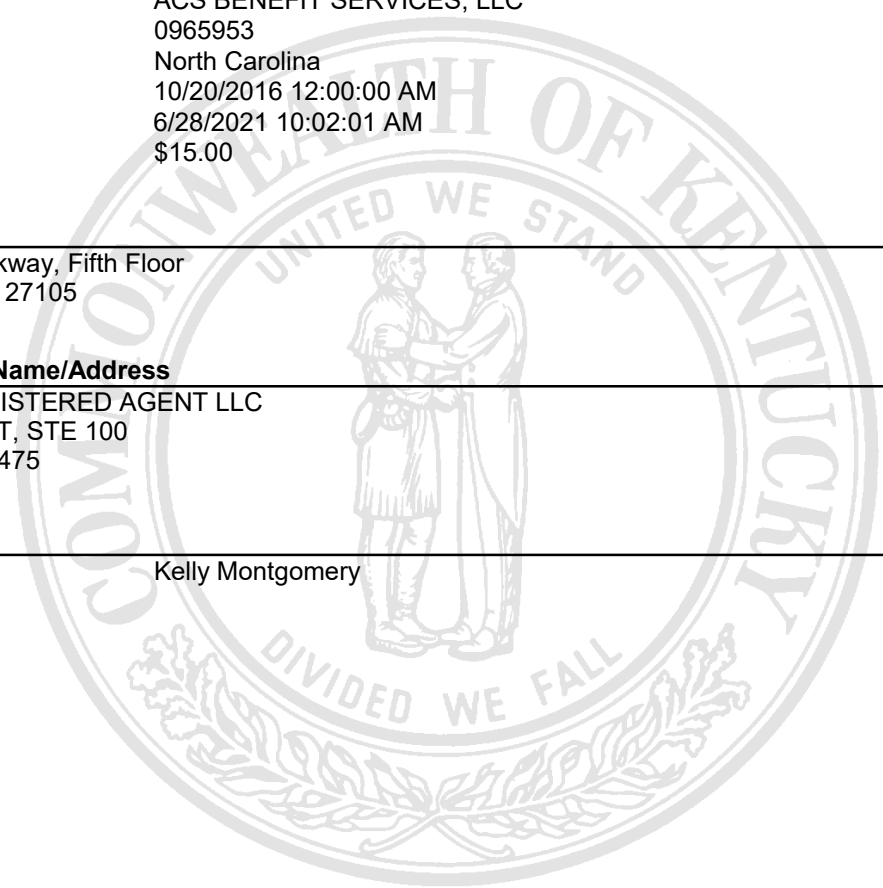 ACS BENEFIT SERVICES, LLC
0965953
North Carolina
10/20/2016 12:00:00 AM
6/28/2021 10:02:01 AM
$15.00
COMMONWEALTH OF KENTUCKY
UNITED WE STAND
kway, Fifth Floor
27105
Name/Address
ISTERED AGENT LLC
T, STE 100
475
Kelly Montgomery
DIVIDED WE FALL